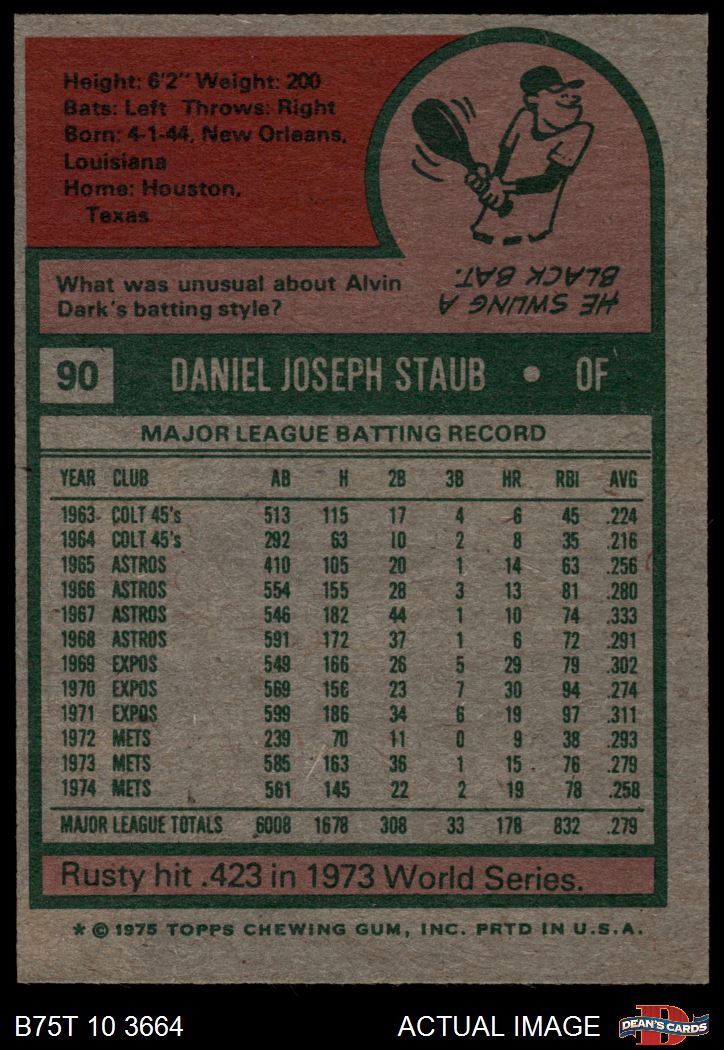 Height: 6'2" Weight: 200
Bats: Left Throws: Right
Born: 4-1-44, New Orleans,
Louisiana
Home: Houston,
Texas
What was unusual about Alvin
Dark's batting style?
HE SWUNG A
BLACK BAT.
90 DANIEL JOSEPH STAUB • OF
MAJOR LEAGUE BATTING RECORD
YEAR CLUB AB H 2B 3B HR RBI AVG
1963 COLT 45's 513 115 17 4 6 45 .224
1964 COLT 45's 292 63 10 2 8 35 .216
1965 ASTROS 410 105 20 1 14 63 .256
1966 ASTROS 554 155 28 3 13 81 .280
1967 ASTROS 546 182 44 1 10 74 .333
1968 ASTROS 591 172 37 1 6 72 .291
1969 EXPOS 549 166 26 5 29 79 .302
1970 EXPOS 569 156 23 7 30 94 .274
1971 EXPOS 599 186 34 6 19 97 .311
1972 METS 239 70 11 0 9 38 .293
1973 METS 585 163 36 1 15 76 .279
1974 METS 561 145 22 2 19 78 .258
MAJOR LEAGUE TOTALS 6008 1678 308 33 178 832 .279
Rusty hit .423 in 1973 World Series.
* © 1975 TOPPS CHEWING GUM, INC. PRTD IN U.S.A.
B75T 10 3664 ACTUAL IMAGE D DEAN'S CARDS